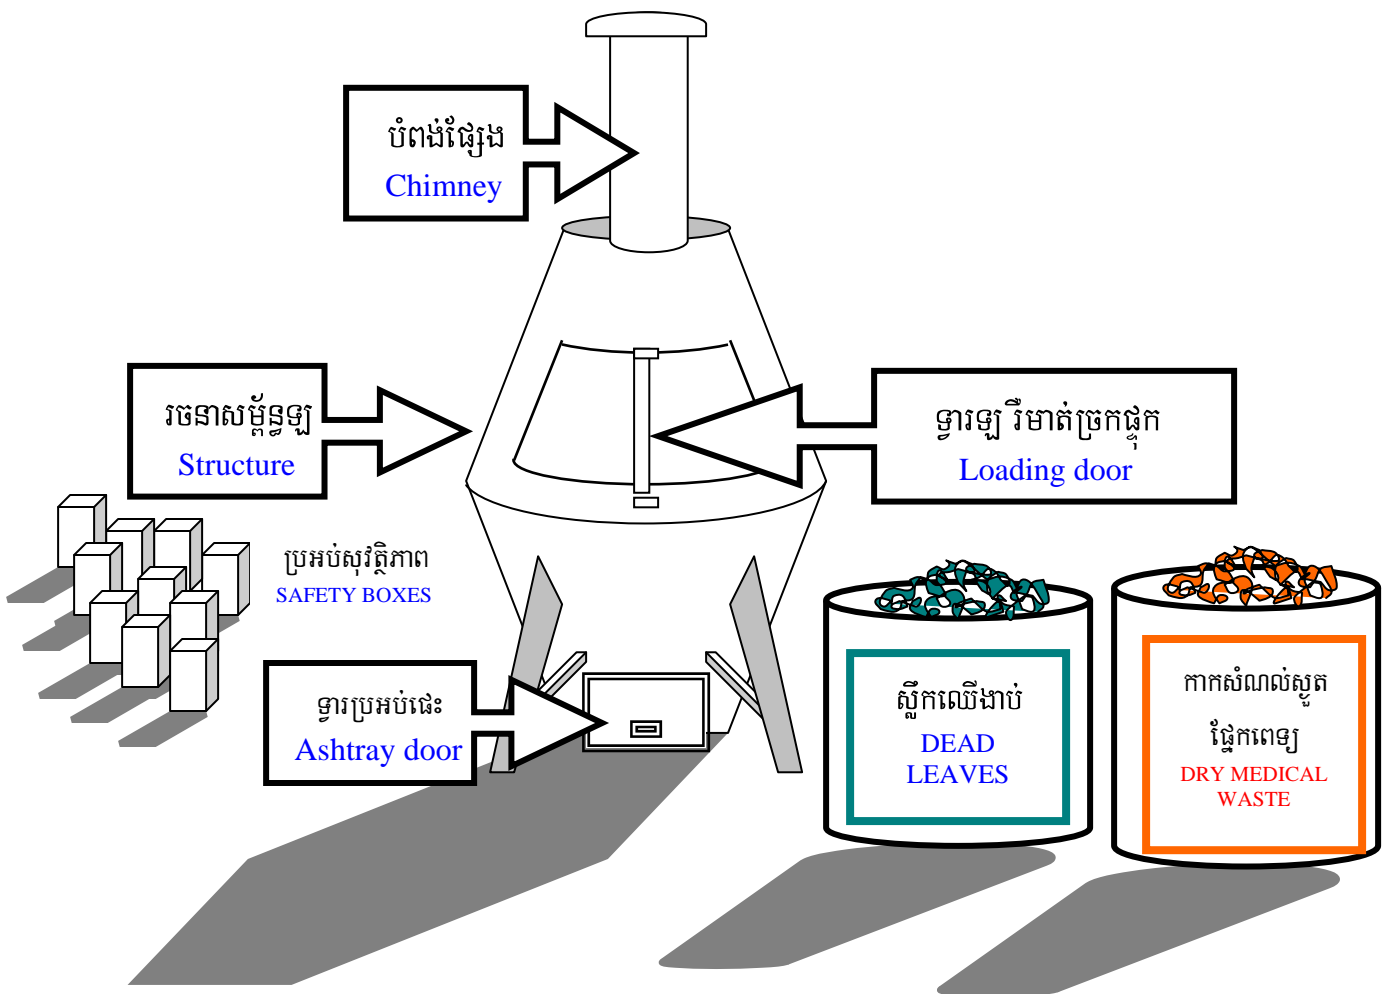 បំពង់ផ្សែង
Chimney
រចនាសម្ព័ន្ធឡ
Structure
ទ្វារឡ រឺមាត់ច្រកផ្ទុក
Loading door
ប្រអប់សុវត្ថិភាព
SAFETY BOXES
ទ្វារប្រអប់ផេះ
Ashtray door
ស្លឹកឈើងាប់
DEAD
LEAVES
កាកសំណល់ស្ងួត
ផ្នែកពេទ្យ
DRY MEDICAL
WASTE